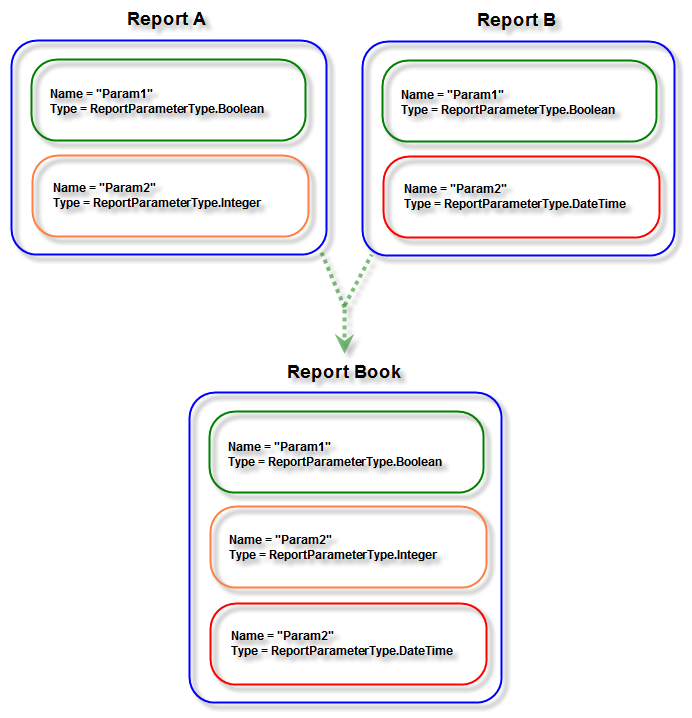 Report A
Name = "Param1"
Type = ReportParameterType.Boolean
Name = "Param2"
Type = ReportParameterType.Integer
Report B
Name = "Param1"
Type = ReportParameterType.Boolean
Name = "Param2"
Type = ReportParameterType.DateTime
Report Book
Name = "Param1"
Type = ReportParameterType.Boolean
Name = "Param2"
Type = ReportParameterType.Integer
Name = "Param2"
Type = ReportParameterType.DateTime